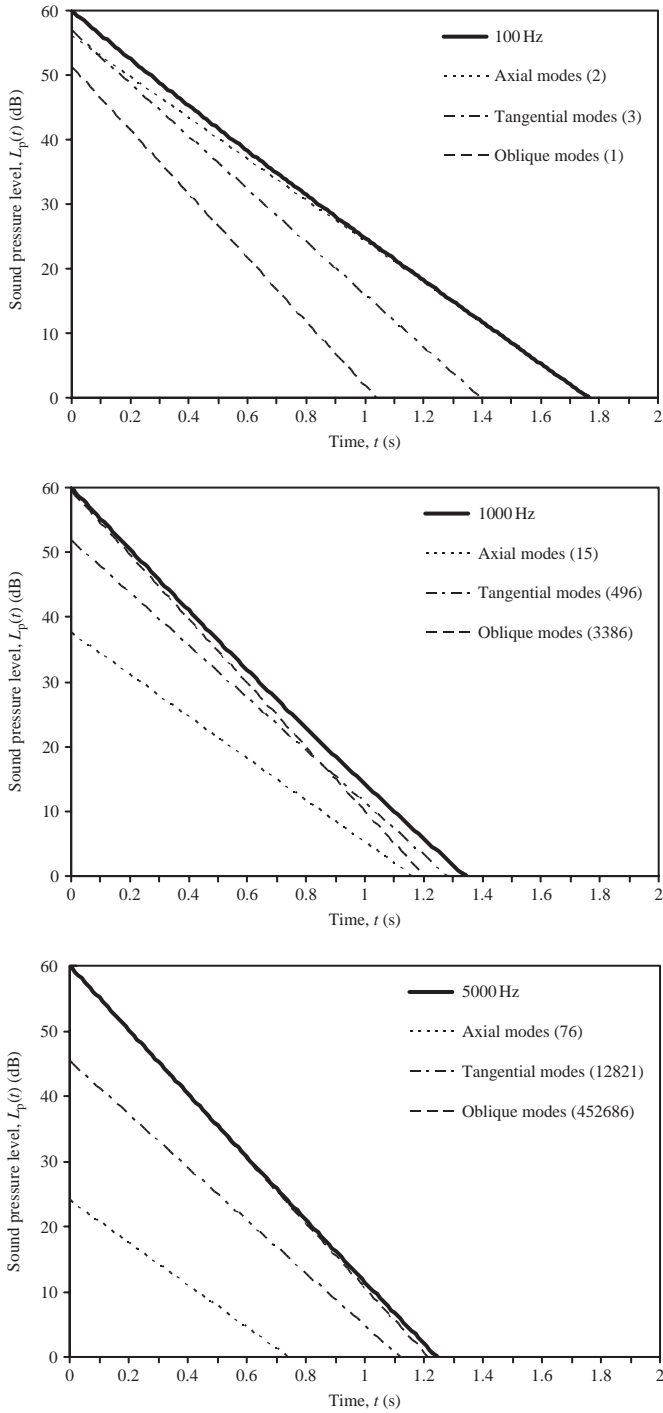 60
50
40
30
20
10
0
Sound pressure level, Lp(t) (dB)
100 Hz
Axial modes (2)
Tangential modes (3)
Oblique modes (1)
0 0.2 0.4 0.6 0.8 1 1.2 1.4 1.6 1.8 2
Time, t (s)
60
50
40
30
20
10
0
Sound pressure level, Lp(t) (dB)
1000 Hz
Axial modes (15)
Tangential modes (496)
Oblique modes (3386)
0 0.2 0.4 0.6 0.8 1 1.2 1.4 1.6 1.8 2
Time, t (s)
60
50
40
30
20
10
0
Sound pressure level, Lp(t) (dB)
5000 Hz
Axial modes (76)
Tangential modes (12821)
Oblique modes (452686)
0 0.2 0.4 0.6 0.8 1 1.2 1.4 1.6 1.8 2
Time, t (s)